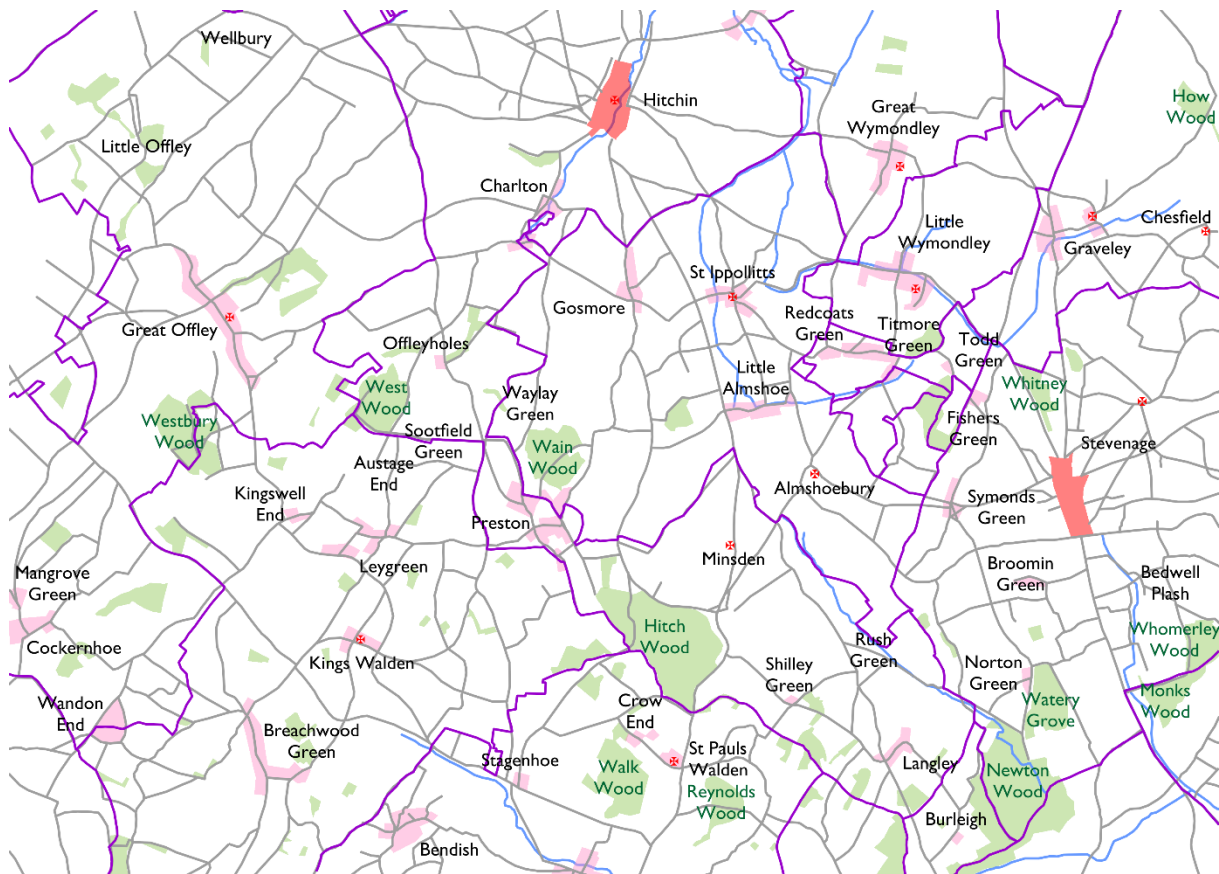 Wellbury
Hitchin
How
Wood
Great
Wymondley
Little Offley
Charlton
Chesfield
Little
Wymondley
Graveley
St Ippollitts
Great Offley
Gosmore
Redcoats
Green
Titmore
Green
Todd
Green
Offleyholes
West
Wood
Waylay
Green
Little
Almshoe
Whitney
Wood
Westbury
Wood
Sootfield
Green
Fishers
Green
Wain
Wood
Stevenage
Austage
End
Kingswell
End
Almshoebury
Symonds
Green
Preston
Minsden
Leygreen
Broomin
Green
Bedwell
Plash
Mangrove
Green
Hitch
Wood
Whomerley
Wood
Cockernhoe
Kings Walden
Rush
Green
Shilley
Green
Norton
Green
Wandon
End
Crow
End
Watery
Grove
Monks
Wood
Breachwood
Green
Stagenhoe
Walk
Wood
St Pauls
Walden
Reynolds
Wood
Langley
Newton
Wood
Burleigh
Bendish